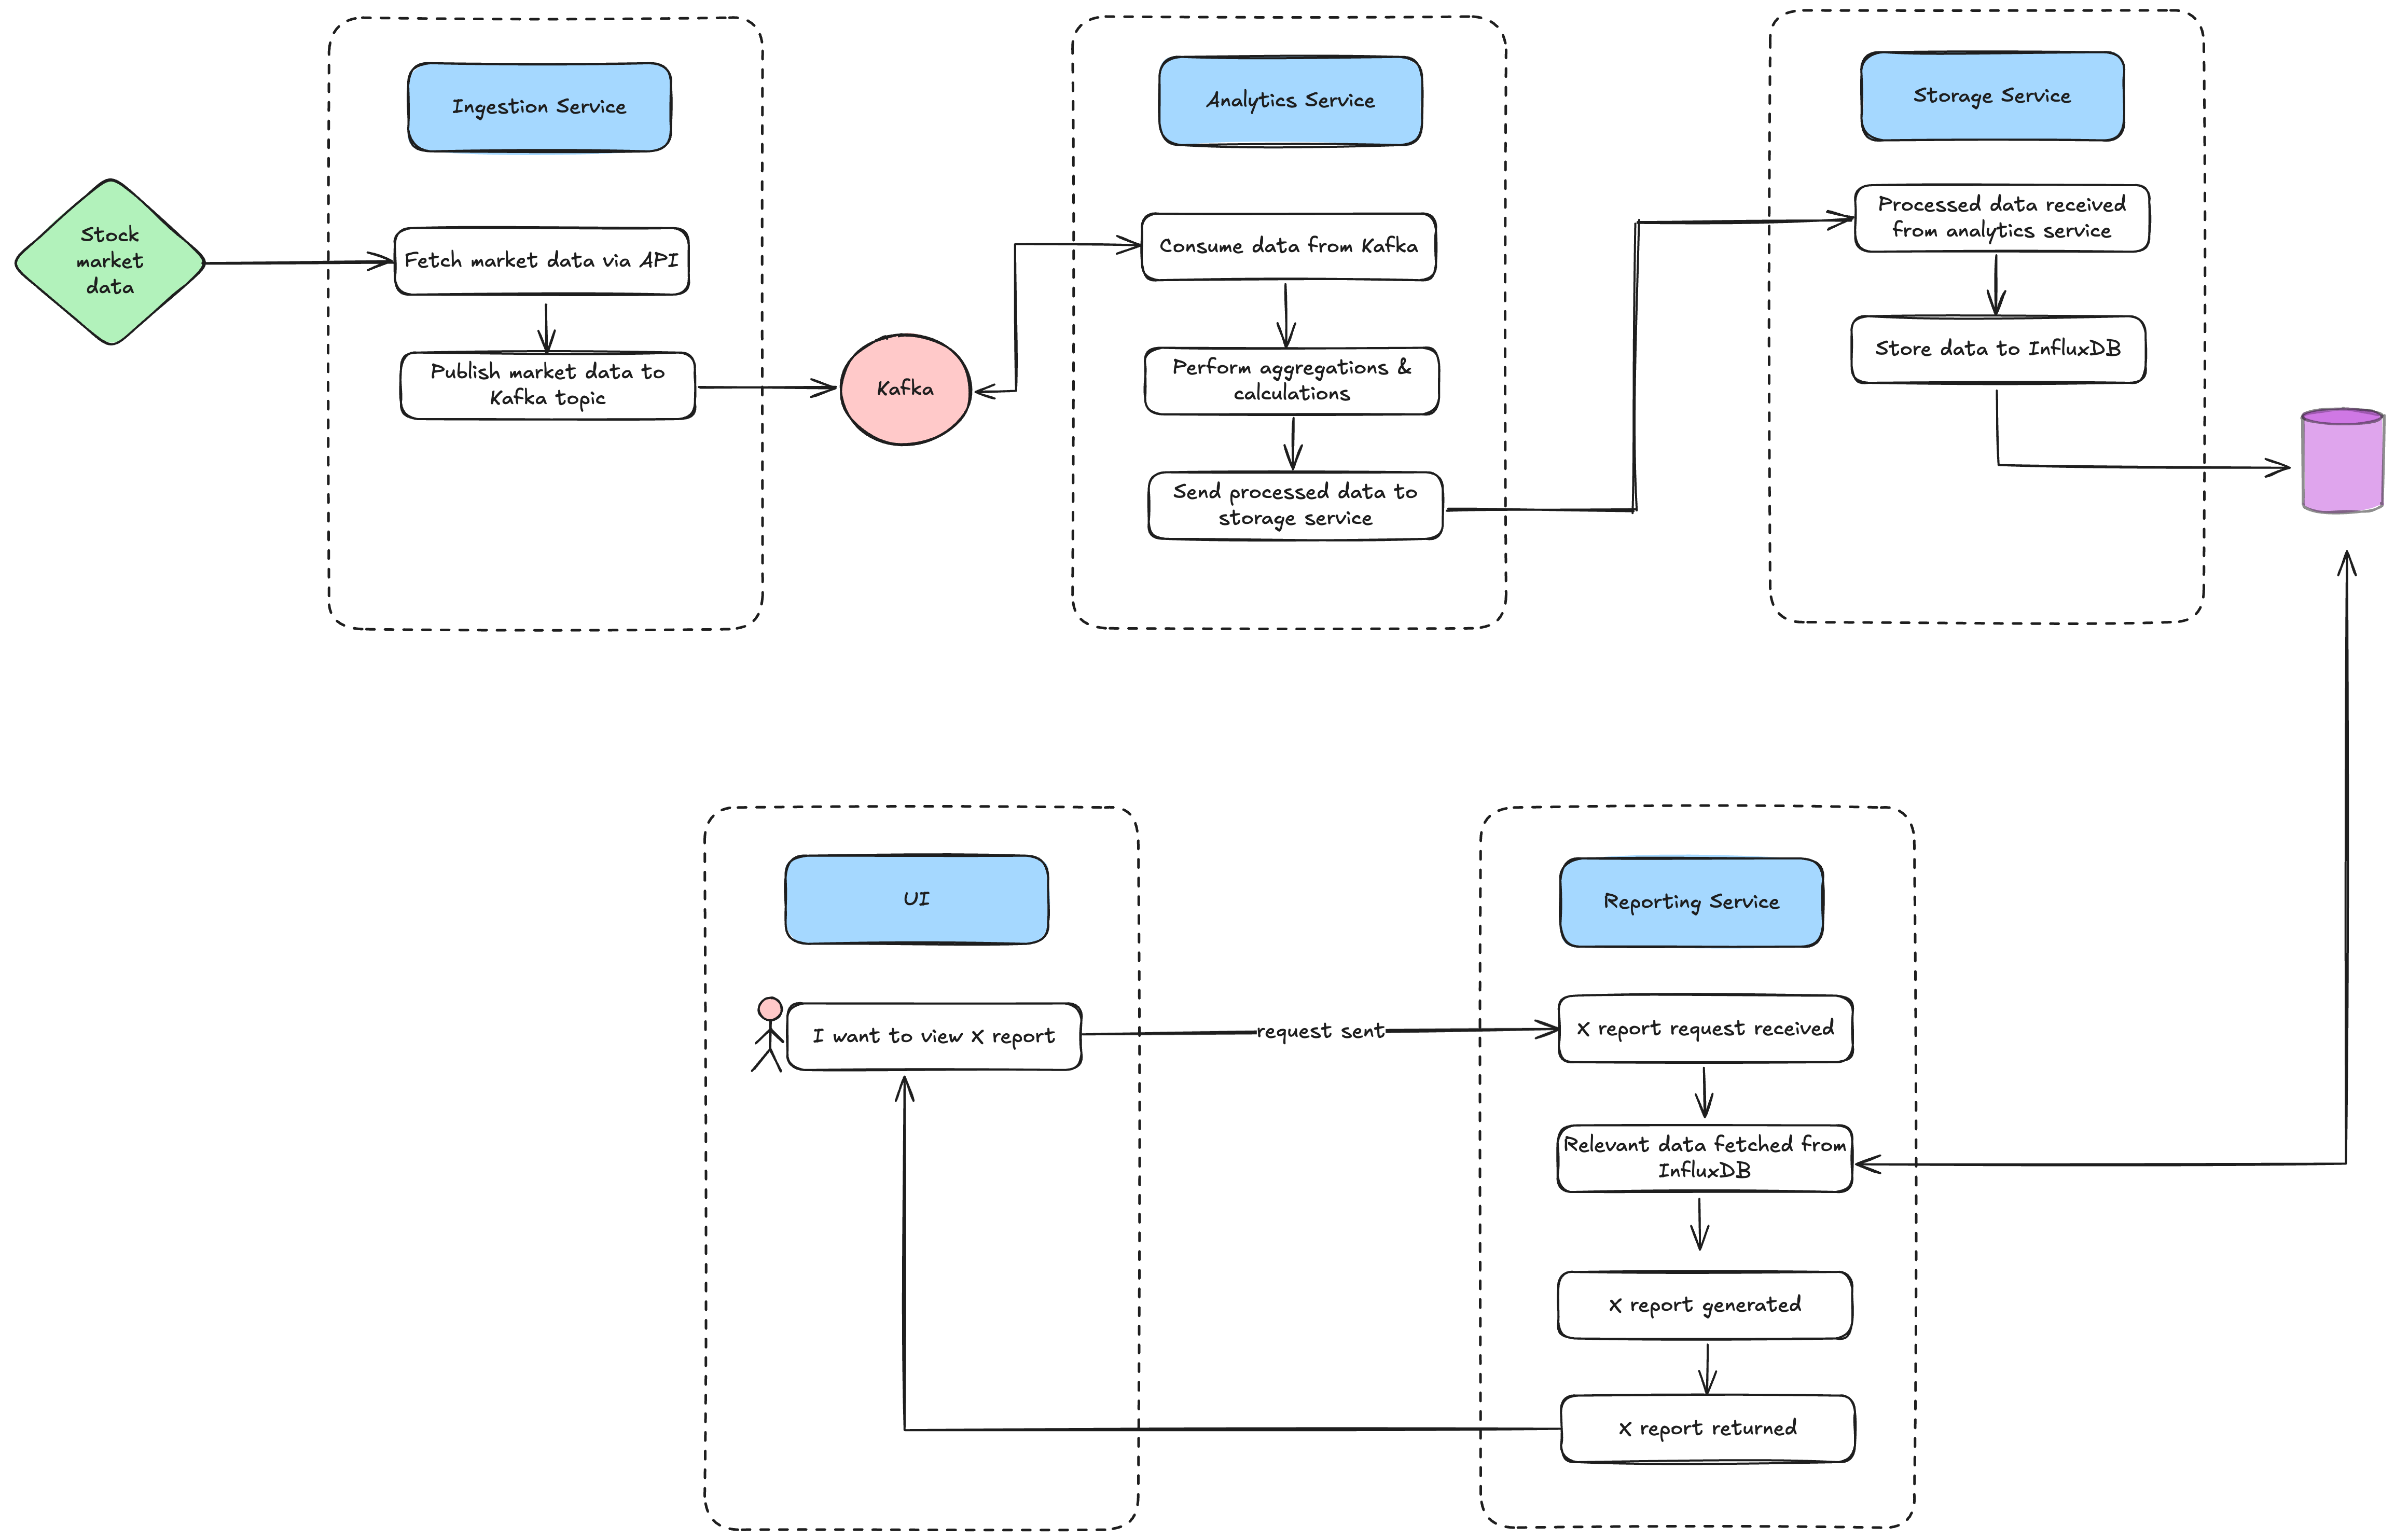 Ingestion Service
Analytics Service
Storage Service
Stock
market
data
Fetch market data via API
Publish market data to
Kafka topic
Kafka
Consume data from Kafka
Perform aggregations &
calculations
Send processed data to
storage service
Processed data received
from analytics service
Store data to InfluxDB
UI
I want to view X report
request sent
Reporting Service
X report request received
Relevant data fetched from
InfluxDB
X report generated
X report returned